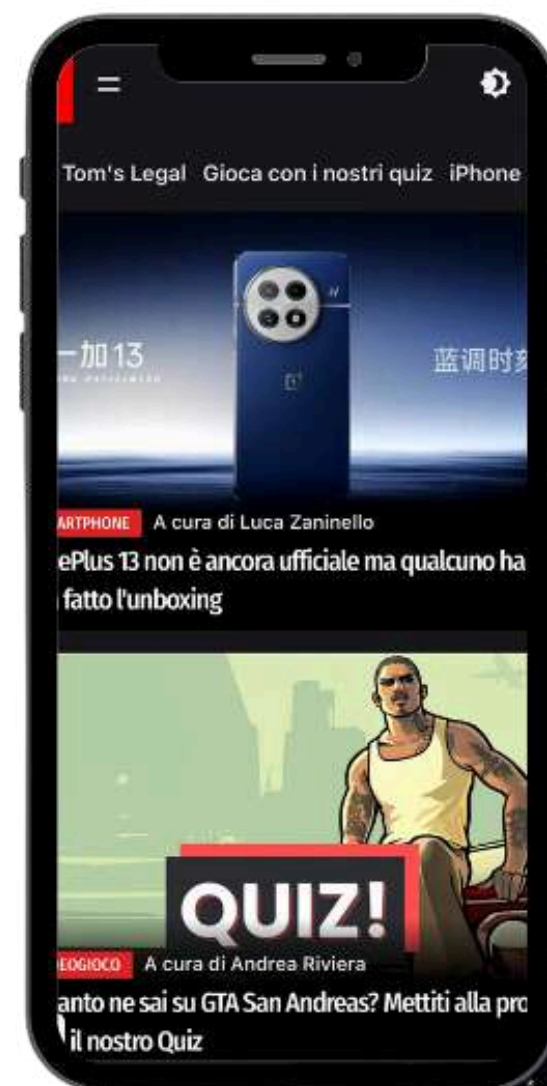 Tom's Legal Gioca con i nostri quiz iPhone
一加 13
蓝调时刻
ARTPHONE A cura di Luca Zaninello
ePlus 13 non è ancora ufficiale ma qualcuno ha
fatto l'unboxing
QUIZ!
EOGIOCO A cura di Andrea Riviera
anto ne sai su GTA San Andreas? Mettiti alla pro
il nostro Quiz